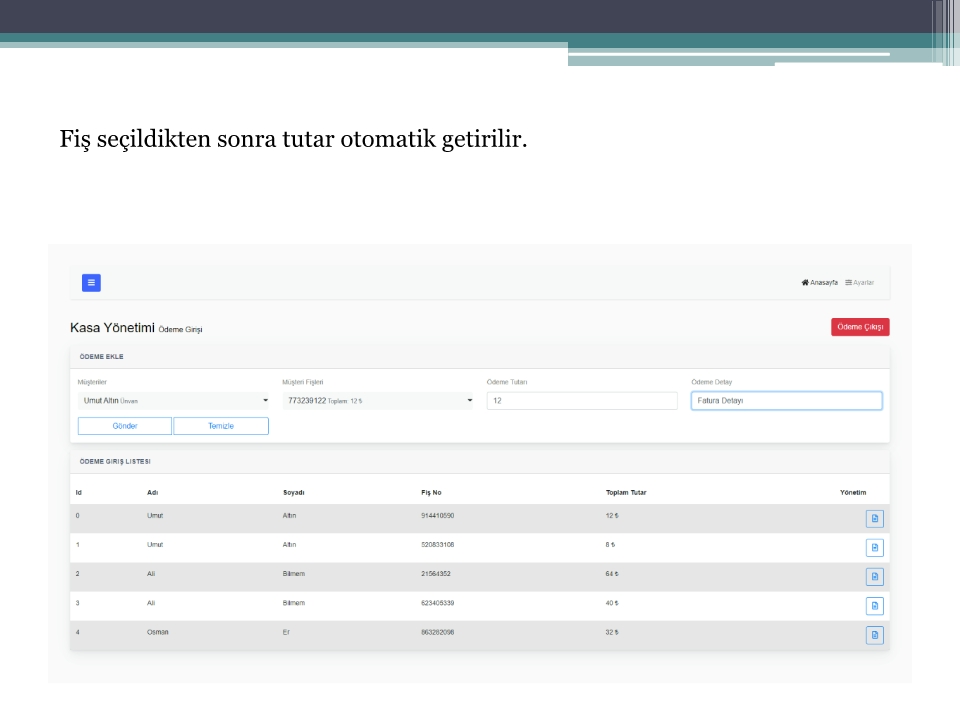 Fiş seçildikten sonra tutar otomatik getirilir.
Anasayfa Ayarlar
Kasa Yönetimi Ödeme Girişi
Ödeme Çıkışı
ÖDEME EKLE
Müşteriler Müşteri Fişleri Ödeme Tutarı Ödeme Detay
Umut Altın Ünvan 773239122 Toplam: 12 ₺ 12 Fatura Detayı
Gönder Temizle
ÖDEME GİRİŞ LİSTESİ
Id Adı Soyadı Fiş No Toplam Tutar Yönetim
0 Umut Altın 914410590 12 ₺
1 Umut Altın 520833108 8 ₺
2 Ali Bilmem 21564352 64 ₺
3 Ali Bilmem 623405339 40 ₺
4 Osman Er 863282098 32 ₺